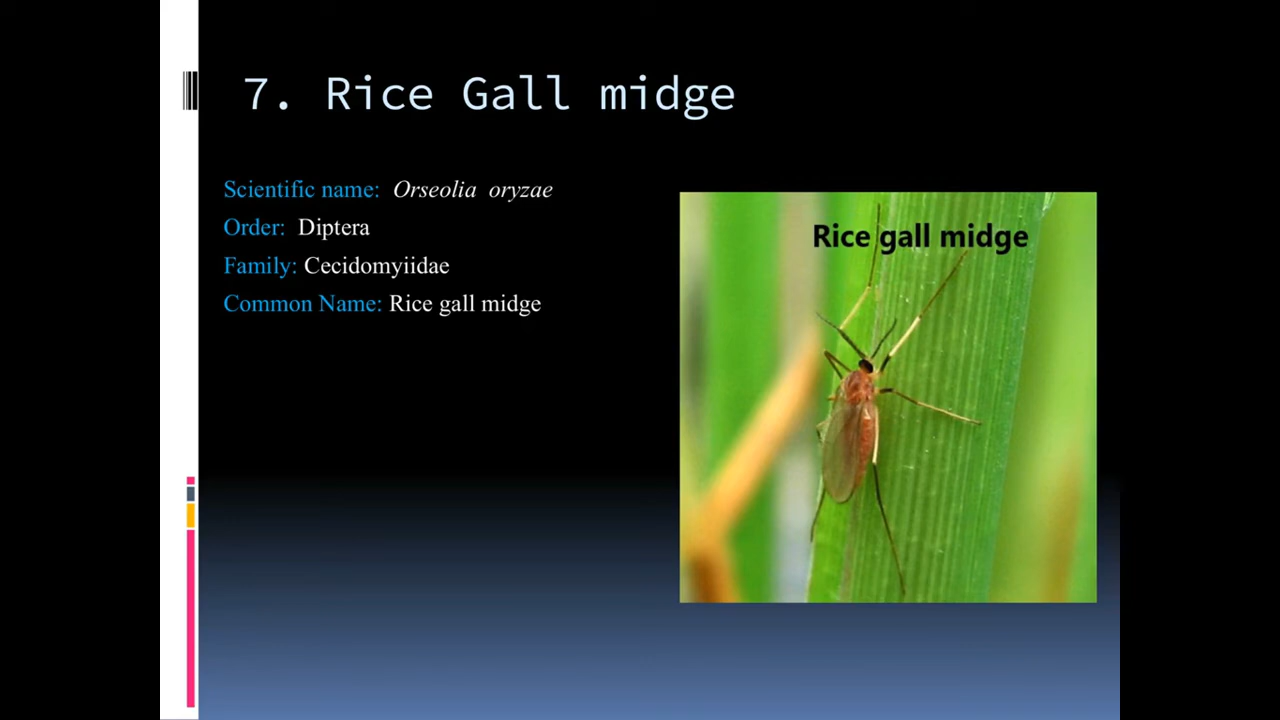 7. Rice Gall midge
Scientific name: Orseolia oryzae
Order: Diptera
Family: Cecidomyiidae
Common Name: Rice gall midge
Rice gall midge